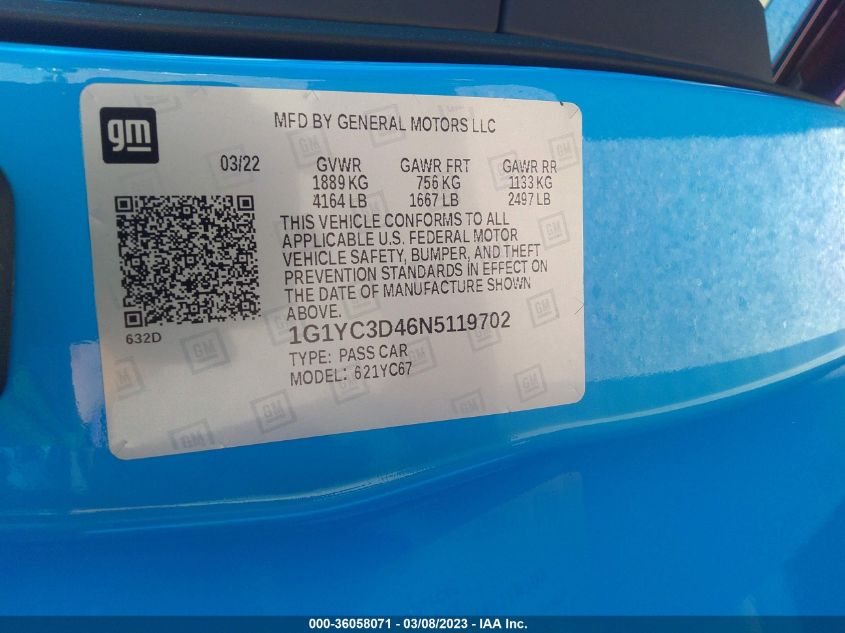 gm
MFD BY GENERAL MOTORS LLC
03/22 GVWR GAWR FRT GAWR RR
1889 KG 756 KG 1133 KG
4164 LB 1667 LB 2497 LB
THIS VEHICLE CONFORMS TO ALL
APPLICABLE U.S. FEDERAL MOTOR
VEHICLE SAFETY, BUMPER, AND THEFT
PREVENTION STANDARDS IN EFFECT ON
THE DATE OF MANUFACTURE SHOWN
ABOVE.
632D
1G1YC3D46N5119702
TYPE: PASS CAR
MODEL: 621YC67
000-36058071 - 03/08/2023 - IAA Inc.